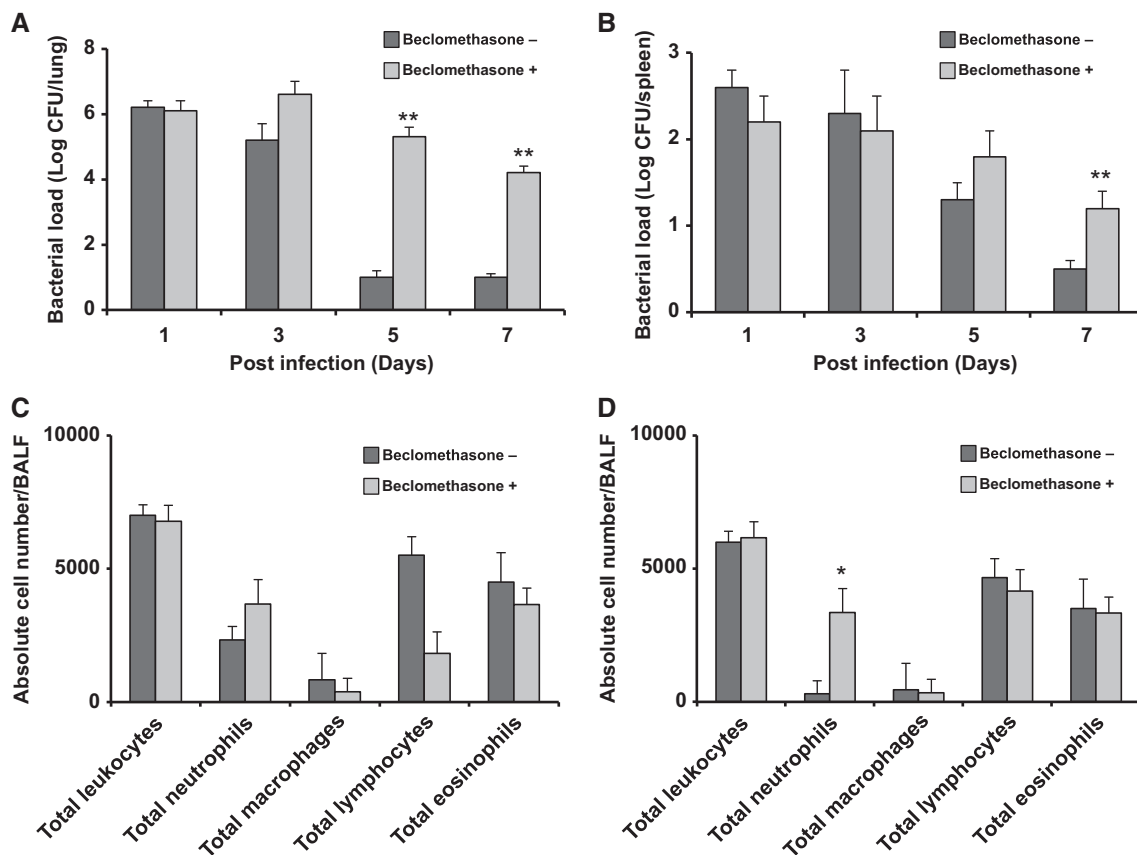 A
Bacterial load (Log CFU/lung)
8
6
4
2
0
Beclomethasone –
Beclomethasone +
**
**
1 3 5 7
Post infection (Days)
B
Bacterial load (Log CFU/spleen)
3
2
1
0
Beclomethasone –
Beclomethasone +
**
1 3 5 7
Post infection (Days)
C
Absolute cell number/BALF
10000
5000
0
Beclomethasone –
Beclomethasone +
Total leukocytes
Total neutrophils
Total macrophages
Total lymphocytes
Total eosinophils
D
Absolute cell number/BALF
10000
5000
0
Beclomethasone –
Beclomethasone +
*
Total leukocytes
Total neutrophils
Total macrophages
Total lymphocytes
Total eosinophils